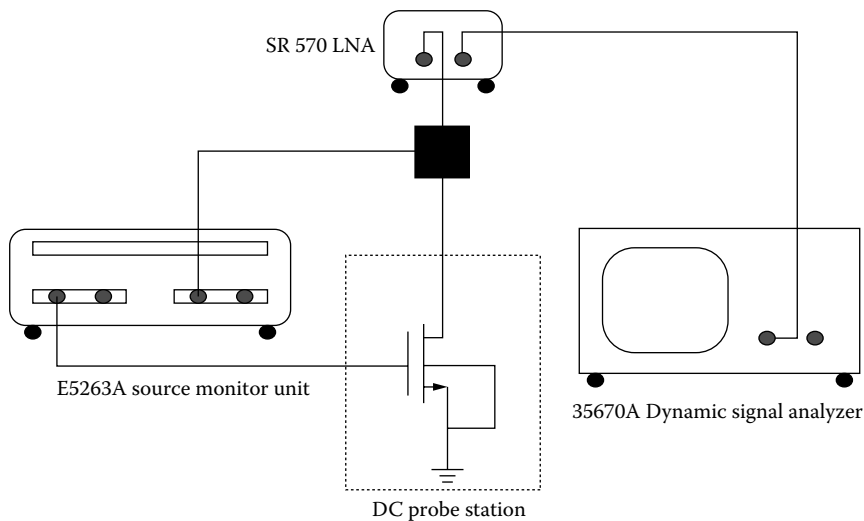 SR 570 LNA
E5263A source monitor unit
35670A Dynamic signal analyzer
DC probe station